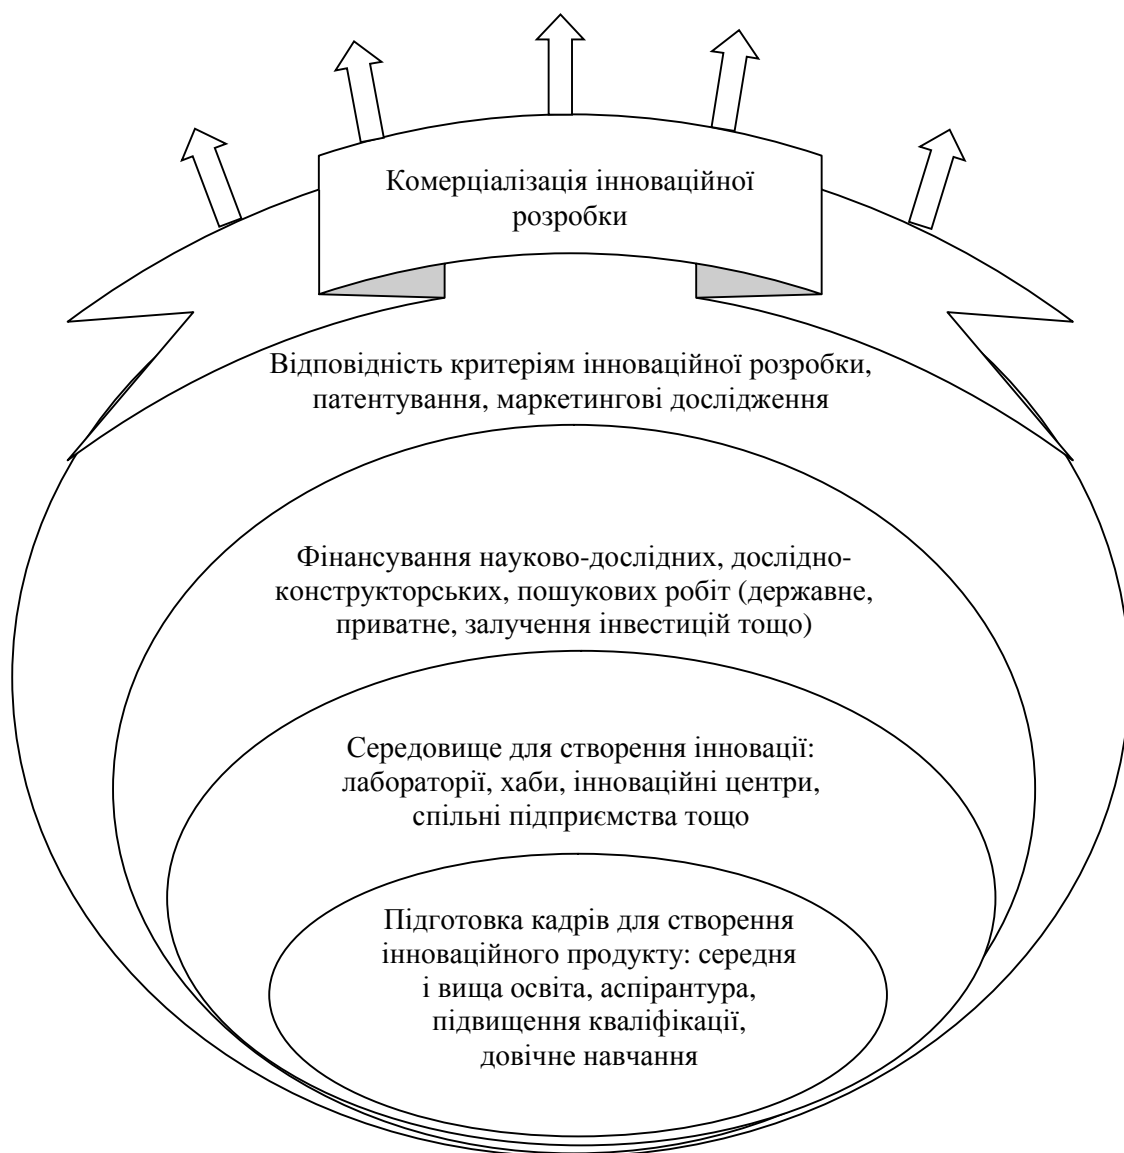 Комерціалізація інноваційної
розробки
Відповідність критеріям інноваційної розробки,
патентування, маркетингові дослідження
Фінансування науково-дослідних, дослідно-
конструкторських, пошукових робіт (державне,
приватне, залучення інвестицій тощо)
Середовище для створення інновації:
лабораторії, хаби, інноваційні центри,
спільні підприємства тощо
Підготовка кадрів для створення
інноваційного продукту: середня
і вища освіта, аспірантура,
підвищення кваліфікації,
довічне навчання